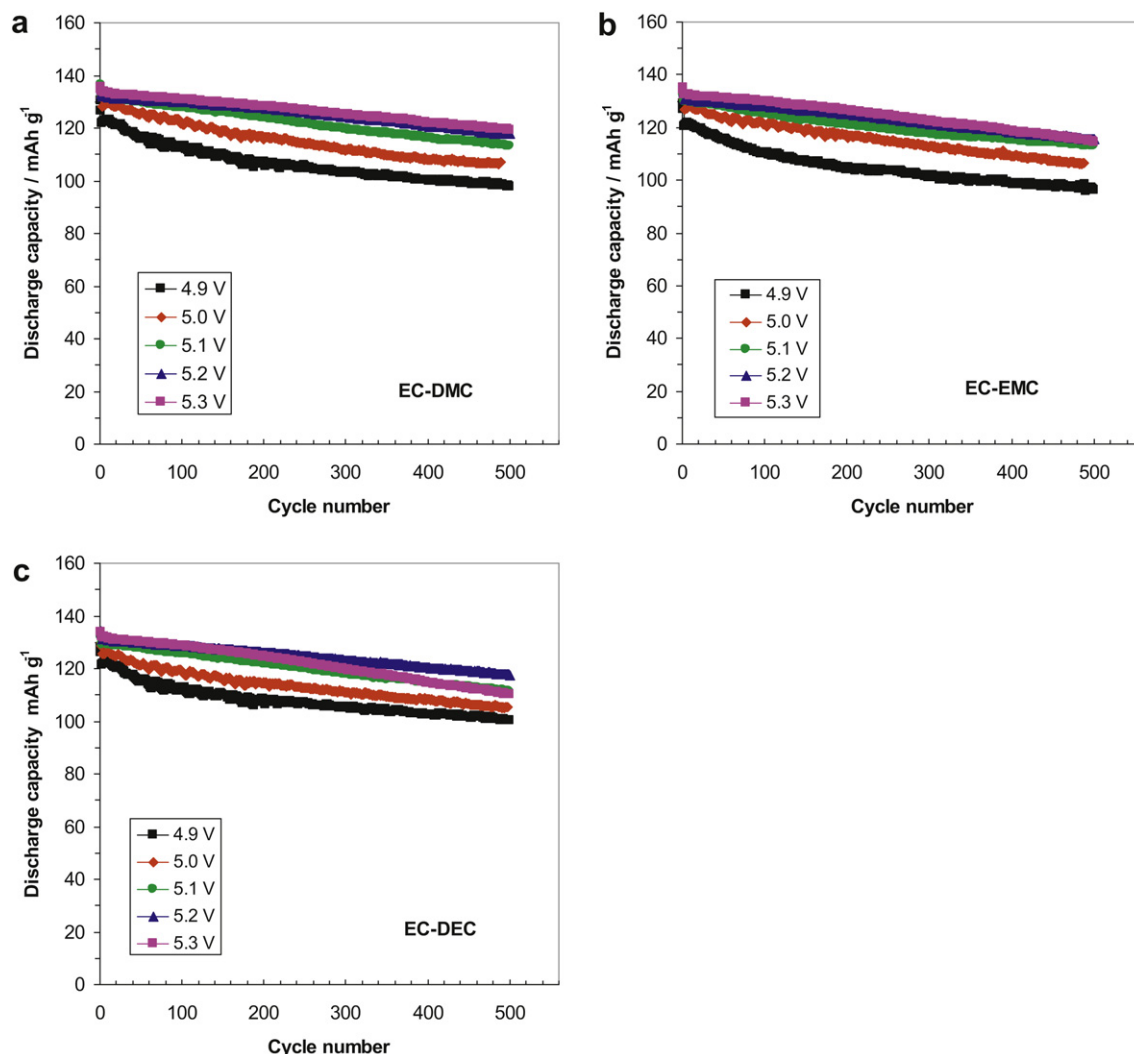 a
160
140
120
100
80
60
40
20
0
Discharge capacity / mAh g-1
4.9 V
5.0 V
5.1 V
5.2 V
5.3 V
EC-DMC
0 100 200 300 400 500
Cycle number
b
160
140
120
100
80
60
40
20
0
Discharge capacity / mAh g-1
4.9 V
5.0 V
5.1 V
5.2 V
5.3 V
EC-EMC
0 100 200 300 400 500
Cycle number
c
160
140
120
100
80
60
40
20
0
Discharge capacity mAh g-1
4.9 V
5.0 V
5.1 V
5.2 V
5.3 V
EC-DEC
0 100 200 300 400 500
Cycle number